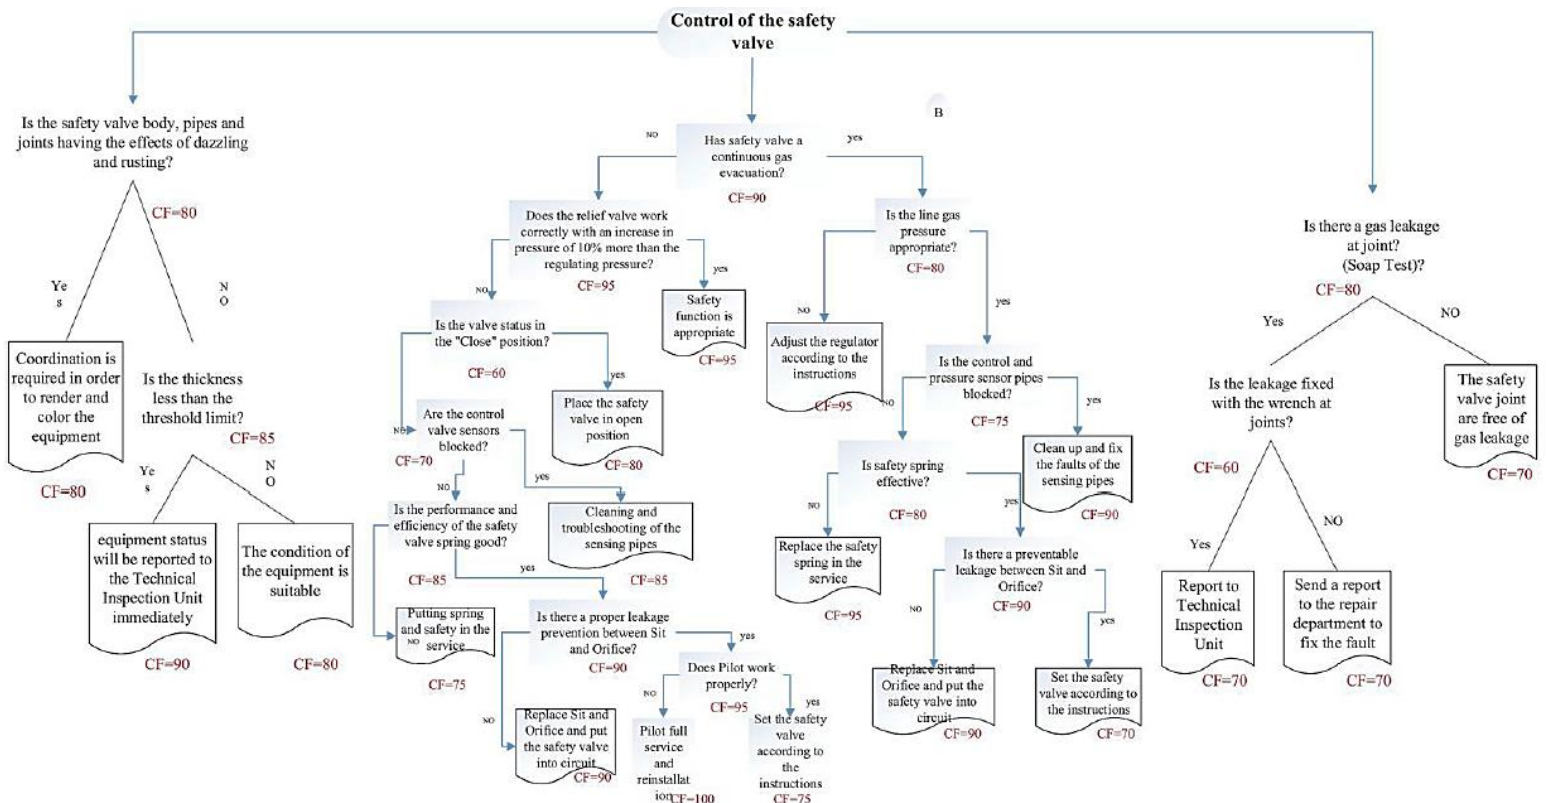 Control of the safety
valve
Is the safety valve body, pipes and
joints having the effects of dazzling
and rusting?
CF=80
Ye
s
N
O
Coordination is
required in order
to render and
color the
equipment
CF=80
Is the thickness
less than the
threshold limit?
CF=85
Ye
s
N
O
equipment status
will be reported to
the Technical
Inspection Unit
immediately
CF=90
The condition of
the equipment is
suitable
CF=80
B
Has safety valve a
continuous gas
evacuation?
CF=90
NO
yes
Does the relief valve work
correctly with an increase in
pressure of 10% more than the
regulating pressure?
CF=95
NO
yes
Safety
function is
appropriate
CF=95
Is the valve status in
the "Close" position?
CF=60
yes
NO
Place the safety
valve in open
position
CF=80
Are the control
valve sensors
blocked?
CF=70
NO
yes
Cleaning and
troubleshooting of the
sensing pipes
CF=85
Is the performance and
efficiency of the safety
valve spring good?
CF=85
yes
Putting spring
and safety in the
NO
service
CF=75
Is there a proper leakage
prevention between Sit
and Orifice?
CF=90
NO
yes
Replace Sit and
Orifice and put
the safety valve
into circuit
CF=90
Does Pilot work
properly?
CF=95
NO
yes
Pilot full
service
and
reinstallat
ion
CF=100
Set the safety
valve
according to
the
instructions
CF=75
Is the line gas
pressure
appropriate?
CF=80
NO
yes
Adjust the regulator
according to the
instructions
CF=95
Is the control and
pressure sensor pipes
blocked?
CF=75
NO
yes
Clean up and fix
the faults of the
sensing pipes
CF=90
Is safety spring
effective?
CF=80
NO
yes
Replace the safety
spring in the
service
CF=95
Is there a preventable
leakage between Sit and
Orifice?
CF=90
NO
yes
Replace Sit and
Orifice and put the
safety valve into
circuit
CF=90
Set the safety
valve according to
the instructions
CF=70
Is there a gas leakage
at joint?
(Soap Test)?
CF=80
Yes
NO
Is the leakage fixed
with the wrench at
joints?
CF=60
The safety
valve joint
are free of
gas leakage
CF=70
Yes
NO
Report to
Technical
Inspection
Unit
CF=70
Send a report
to the repair
department to
fix the fault
CF=70